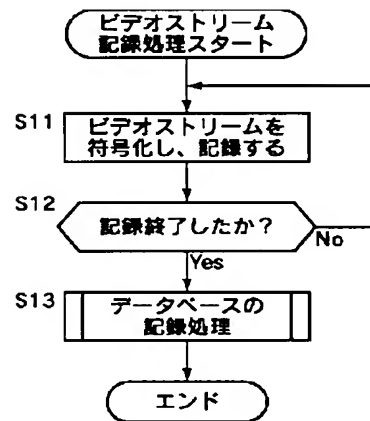 ビデオストリーム
記録処理スタート
S11
ビデオストリームを
符号化し、記録する
S12
記録終了したか？
No
Yes
S13
データベースの
記録処理
エンド